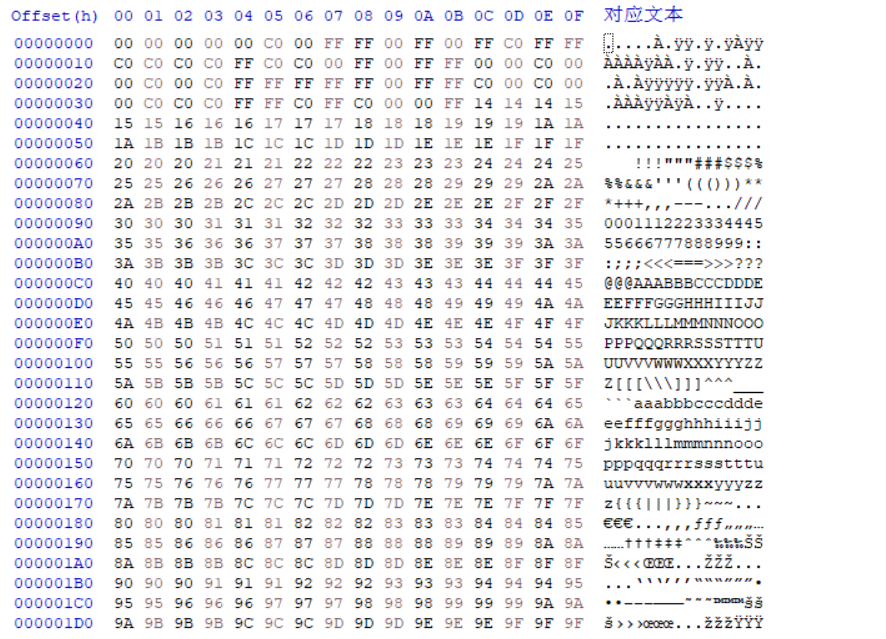 Offset(h) 00 01 02 03 04 05 06 07 08 09 0A 0B 0C 0D 0E 0F 对应文本
00000000 00 00 00 00 00 C0 00 FF FF 00 FF 00 FF C0 FF FF .....À.ÿÿ.ÿ.ÿÀÿÿ
00000010 C0 C0 C0 C0 FF C0 C0 00 FF 00 FF FF 00 00 C0 00 ÀÀÀÀÿÀÀ.ÿ.ÿÿ..À.
00000020 00 C0 00 C0 FF FF FF FF FF 00 FF FF C0 00 C0 00 .À.Àÿÿÿÿÿ.ÿÿÀ.À.
00000030 00 C0 C0 C0 FF FF C0 FF C0 00 00 FF 14 14 14 15 .ÀÀÀÿÿÀÿÀ..ÿ....
00000040 15 15 16 16 16 17 17 17 18 18 18 19 19 19 1A 1A ................
00000050 1A 1B 1B 1B 1C 1C 1C 1D 1D 1D 1E 1E 1E 1F 1F 1F ................
00000060 20 20 20 21 21 21 22 22 22 23 23 23 24 24 24 25    !!!"""###$$$%
00000070 25 25 26 26 26 27 27 27 28 28 28 29 29 29 2A 2A %%&&&'''((()))**
00000080 2A 2B 2B 2B 2C 2C 2C 2D 2D 2D 2E 2E 2E 2F 2F 2F *+++,,,---...///
00000090 30 30 30 31 31 31 32 32 32 33 33 33 34 34 34 35 0001112223334445
000000A0 35 35 36 36 36 37 37 37 38 38 38 39 39 39 3A 3A 55666777888999::
000000B0 3A 3B 3B 3B 3C 3C 3C 3D 3D 3D 3E 3E 3E 3F 3F 3F :;;;<<<===>>>???
000000C0 40 40 40 41 41 41 42 42 42 43 43 43 44 44 44 45 @@@AAABBBCCCDDDE
000000D0 45 45 46 46 46 47 47 47 48 48 48 49 49 49 4A 4A EEFFFGGGHHHIIIJJ
000000E0 4A 4B 4B 4B 4C 4C 4C 4D 4D 4D 4E 4E 4E 4F 4F 4F JKKKLLLMMMNNNOOO
000000F0 50 50 50 51 51 51 52 52 52 53 53 53 54 54 54 55 PPPQQQRRRSSSTTTU
00000100 55 55 56 56 56 57 57 57 58 58 58 59 59 59 5A 5A UUVVVWWWXXXYYYZZ
00000110 5A 5B 5B 5B 5C 5C 5C 5D 5D 5D 5E 5E 5E 5F 5F 5F Z[[[\\\]]]^^^___
00000120 60 60 60 61 61 61 62 62 62 63 63 63 64 64 64 65 ```aaabbbcccddde
00000130 65 65 66 66 66 67 67 67 68 68 68 69 69 69 6A 6A eefffggghhhiiijj
00000140 6A 6B 6B 6B 6C 6C 6C 6D 6D 6D 6E 6E 6E 6F 6F 6F jkkklllmmmnnnooo
00000150 70 70 70 71 71 71 72 72 72 73 73 73 74 74 74 75 pppqqqrrrssstttu
00000160 75 75 76 76 76 77 77 77 78 78 78 79 79 79 7A 7A uuvvvwwwxxxyyyzz
00000170 7A 7B 7B 7B 7C 7C 7C 7D 7D 7D 7E 7E 7E 7F 7F 7F z{{{|||}}}~~~...
00000180 80 80 80 81 81 81 82 82 82 83 83 83 84 84 84 85 €€€...‚‚‚ƒƒƒ„„„…
00000190 85 85 86 86 86 87 87 87 88 88 88 89 89 89 8A 8A ……†††‡‡‡ˆˆˆ‰‰‰ŠŠ
000001A0 8A 8B 8B 8B 8C 8C 8C 8D 8D 8D 8E 8E 8E 8F 8F 8F Š‹‹‹ŒŒŒ...ŽŽŽ...
000001B0 90 90 90 91 91 91 92 92 92 93 93 93 94 94 94 95 ...‘‘‘’’’“““”””•
000001C0 95 95 96 96 96 97 97 97 98 98 98 99 99 99 9A 9A ••–––———˜˜˜™™™šš
000001D0 9A 9B 9B 9B 9C 9C 9C 9D 9D 9D 9E 9E 9E 9F 9F 9F š›››œœœ...žžžŸŸŸ